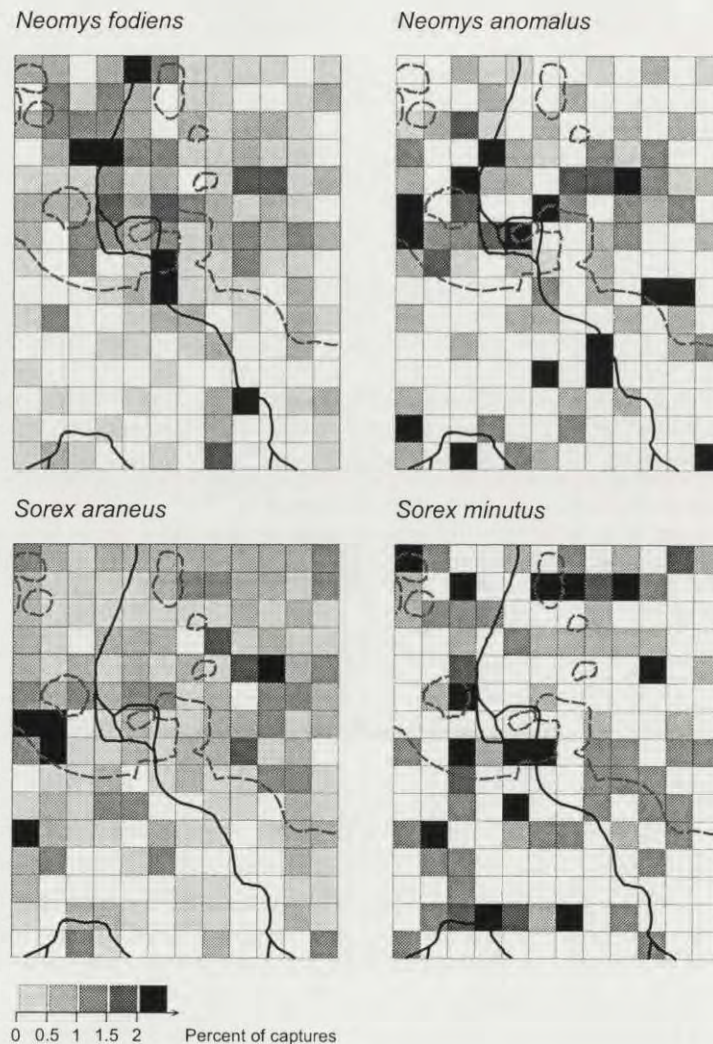 Neomys fodiens
Neomys anomalus
Sorex araneus
Sorex minutus
0 0.5 1 1.5 2 Percent of captures